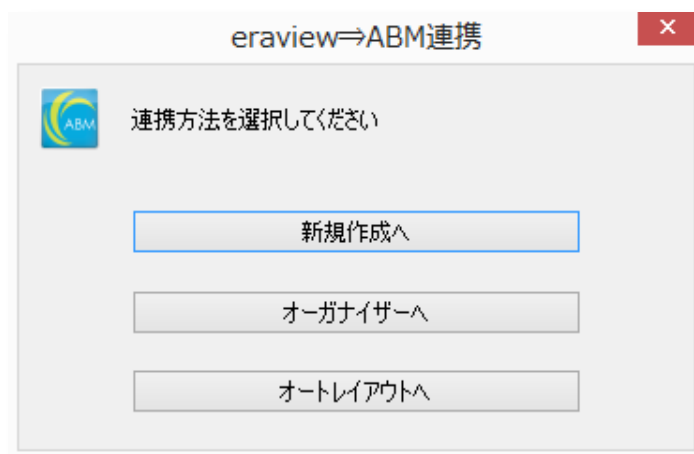 eraview⇒ABM連携
ABM
連携方法を選択してください
新規作成へ
オーガナイザーへ
オートレイアウトへ